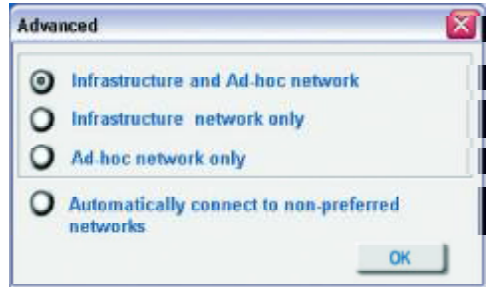 Advanced
Infrastructure and Ad-hoc network
Infrastructure network only
Ad-hoc network only
Automatically connect to non-preferred
networks
OK